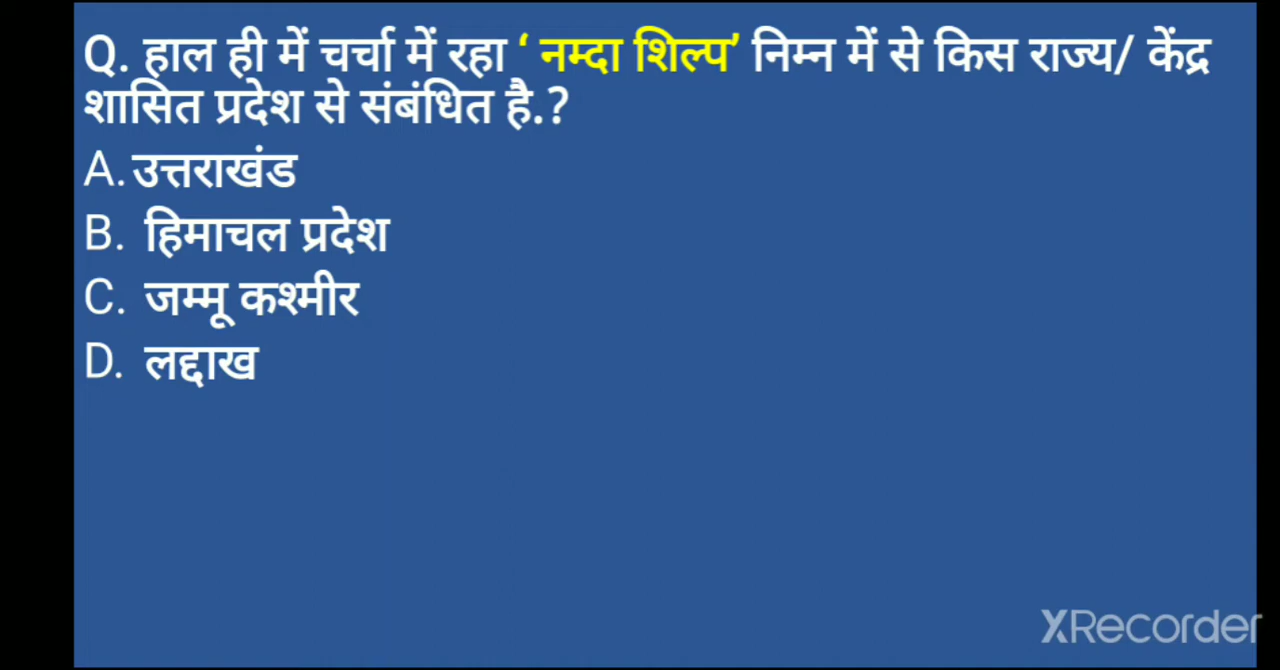 Q. हाल ही में चर्चा में रहा ‘ नम्दा शिल्प’ निम्न में से किस राज्य/ केंद्र
शासित प्रदेश से संबंधित है.?
A. उत्तराखंड
B. हिमाचल प्रदेश
C. जम्मू कश्मीर
D. लद्दाख
XRecorder